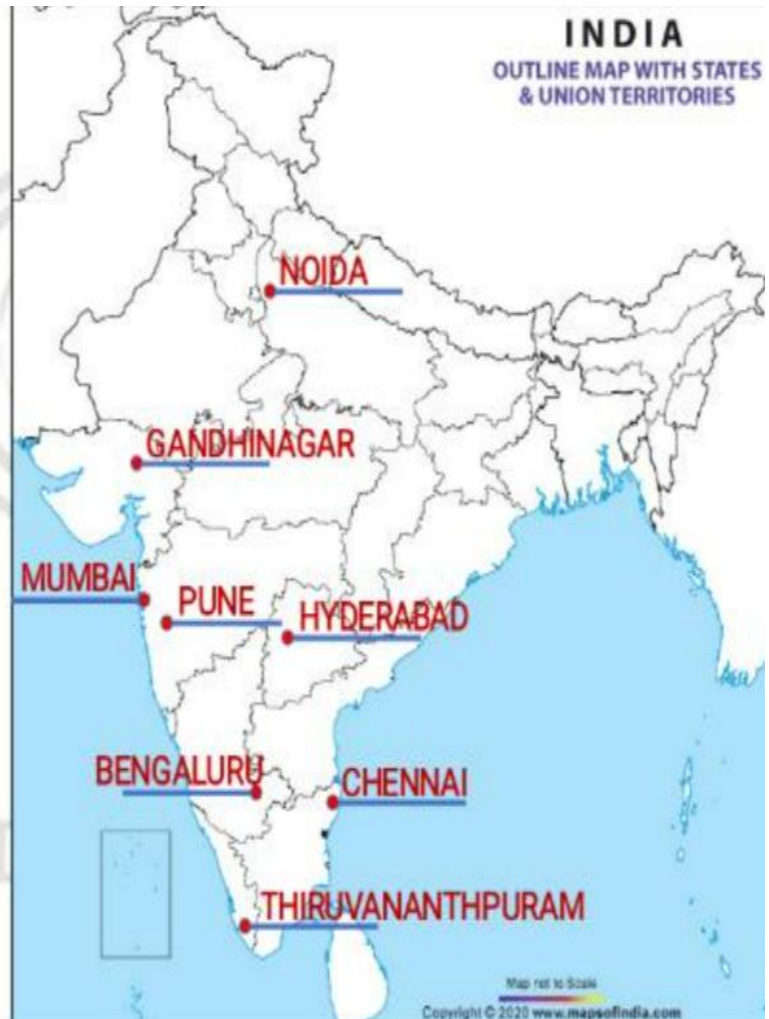 INDIA
OUTLINE MAP WITH STATES
& UNION TERRITORIES
NOIDA
GANDHINAGAR
MUMBAI
PUNE
HYDERABAD
BENGALURU
CHENNAI
THIRUVANANTHPURAM
Map not to Scale
Copyright © 2020 www.mapsofindia.com